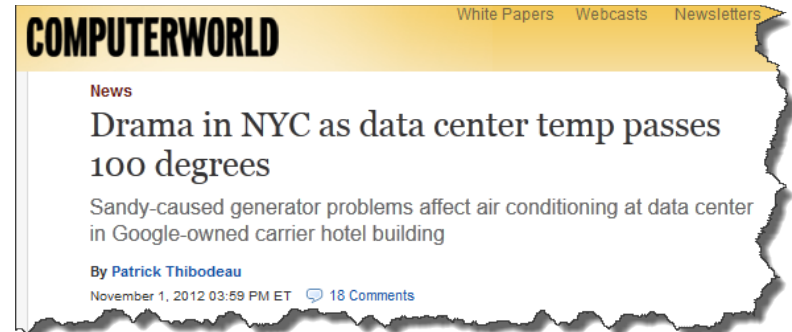 White Papers Webcasts Newsletters
COMPUTERWORLD
News
Drama in NYC as data center temp passes
100 degrees
Sandy-caused generator problems affect air conditioning at data center
in Google-owned carrier hotel building
By Patrick Thibodeau
November 1, 2012 03:59 PM ET 18 Comments